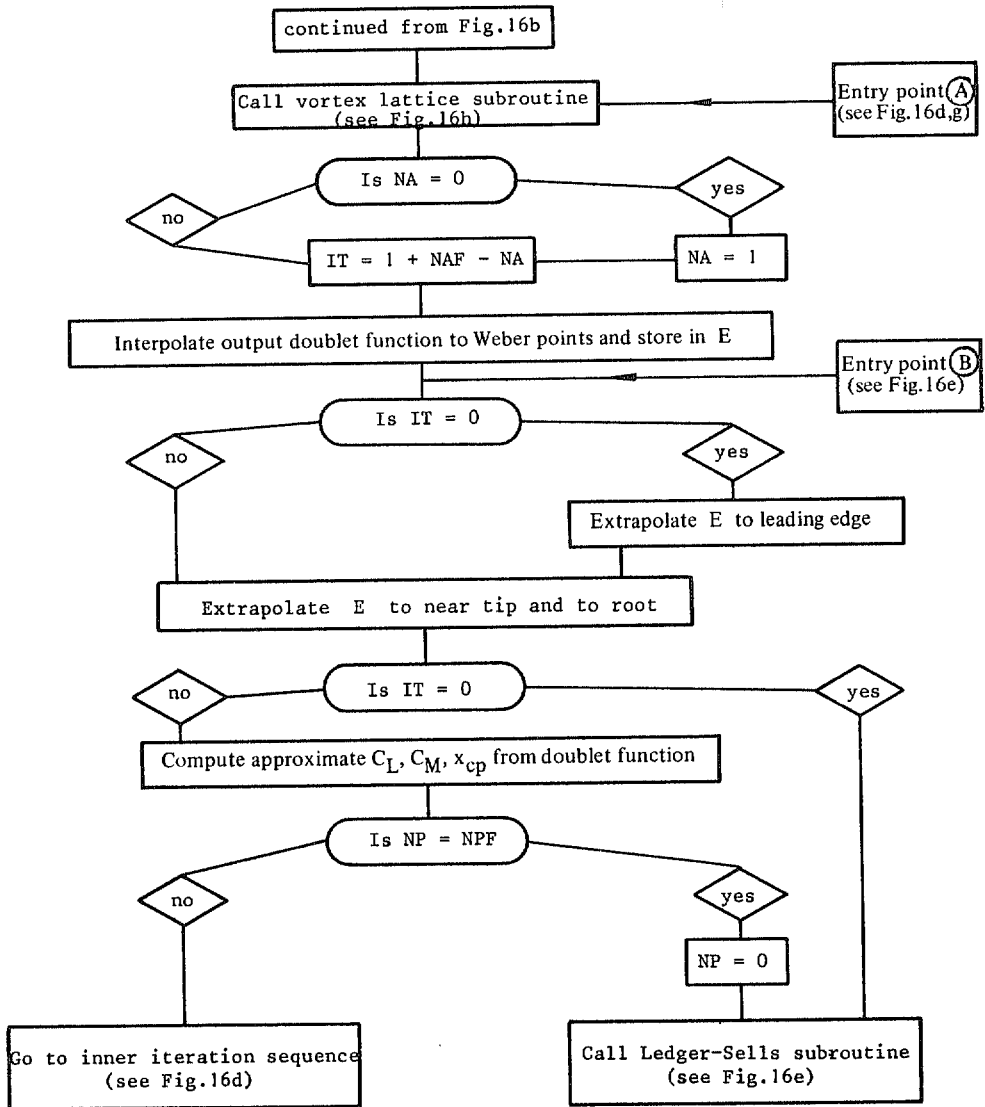 continued from Fig.16b
Call vortex lattice subroutine
(see Fig.16h)
Entry point A
(see Fig.16d,g)
Is NA = 0
no
yes
IT = 1 + NAF - NA
NA = 1
Interpolate output doublet function to Weber points and store in E
Entry point B
(see Fig.16e)
Is IT = 0
no
yes
Extrapolate E to leading edge
Extrapolate E to near tip and to root
Is IT = 0
no
yes
Compute approximate CL, CM, xcp from doublet function
Is NP = NPF
no
yes
NP = 0
Go to inner iteration sequence
(see Fig.16d)
Call Ledger-Sells subroutine
(see Fig.16e)